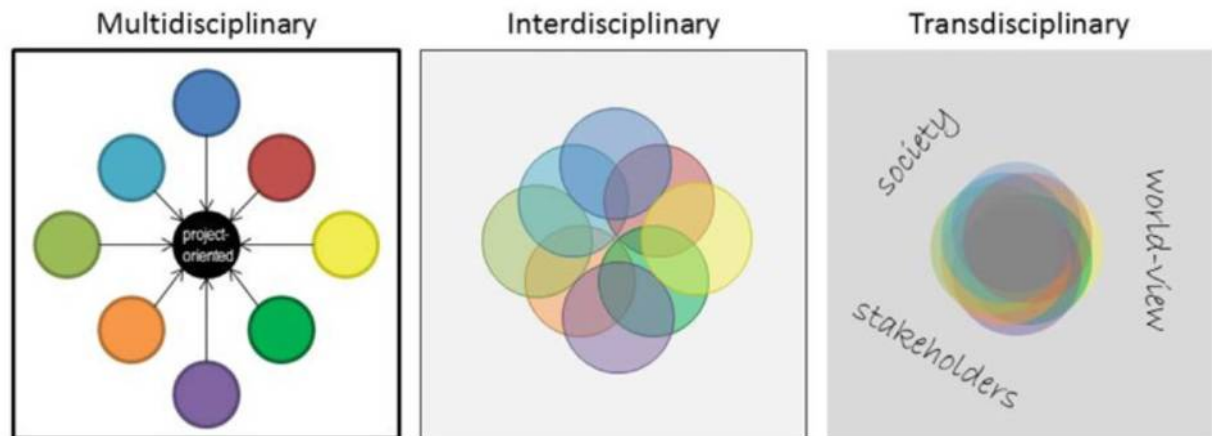 Multidisciplinary
Interdisciplinary
Transdisciplinary
project-
oriented
society
world-view
stakeholders